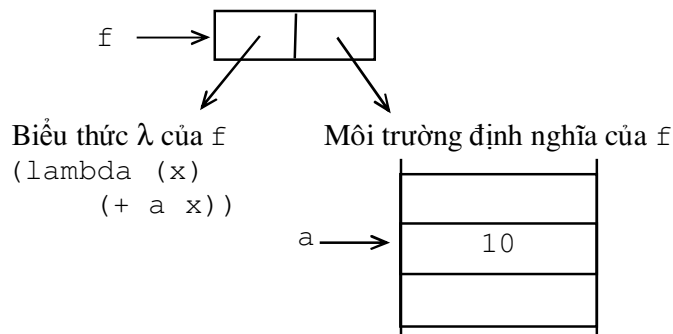 f
Biểu thức λ của f
Môi trường định nghĩa của f
(lambda (x)
(+ a x))
a
10